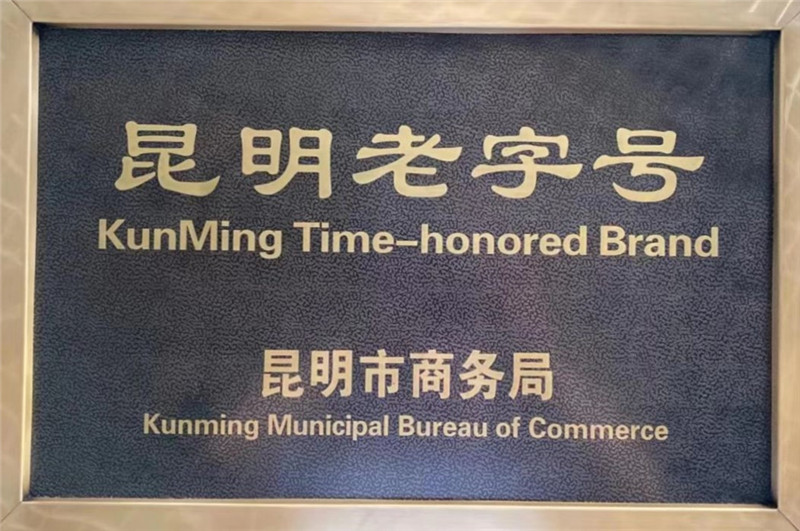 昆明老字号
KunMing Time-honored Brand
昆明市商务局
Kunming Municipal Bureau of Commerce